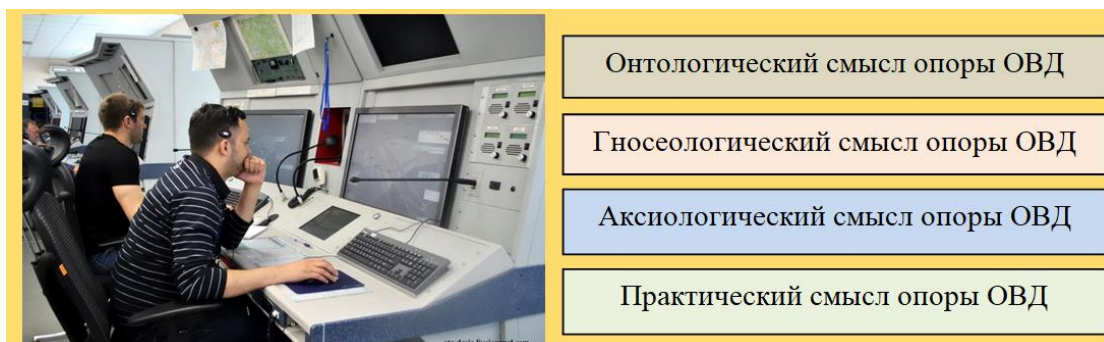 Онтологический смысл опоры ОВД
Гносеологический смысл опоры ОВД
Аксиологический смысл опоры ОВД
Практический смысл опоры ОВД